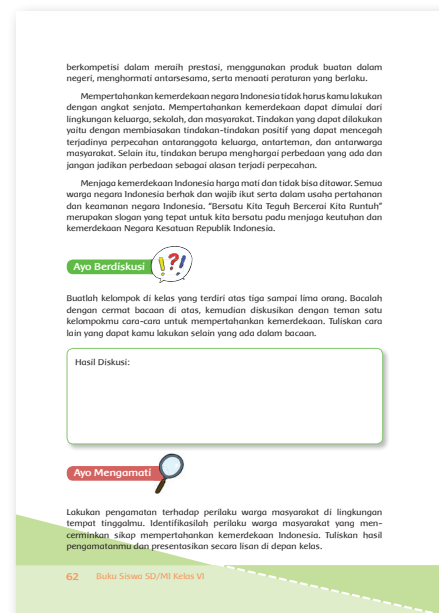 berkompetisi dalam meraih prestasi, menggunakan produk buatan dalam
negeri, menghormati antarsesama, serta menaati peraturan yang berlaku.
Mempertahankan kemerdekaan negara Indonesia tidak harus kamu lakukan
dengan angkat senjata. Mempertahankan kemerdekaan dapat dimulai dari
lingkungan keluarga, sekolah, dan masyarakat. Tindakan yang dapat dilakukan
yaitu dengan membiasakan tindakan-tindakan positif yang dapat mencegah
terjadinya perpecahan antaranggota keluarga, antarteman, dan antarwarga
masyarakat. Selain itu, tindakan berupa menghargai perbedaan yang ada dan
jangan jadikan perbedaan sebagai alasan terjadi perpecahan.
Menjaga kemerdekaan Indonesia harga mati dan tidak bisa ditawar. Semua
warga negara Indonesia berhak dan wajib ikut serta dalam usaha pertahanan
dan keamanan negara Indonesia. "Bersatu Kita Teguh Bercerai Kita Runtuh"
merupakan slogan yang tepat untuk kita bersatu padu menjaga keutuhan dan
kemerdekaan Negara Kesatuan Republik Indonesia.
Ayo Berdiskusi
Buatlah kelompok di kelas yang terdiri atas tiga sampai lima orang. Bacalah
dengan cermat bacaan di atas, kemudian diskusikan dengan teman satu
kelompokmu cara-cara untuk mempertahankan kemerdekaan. Tuliskan cara
lain yang dapat kamu lakukan selain yang ada dalam bacaan.
Hasil Diskusi:
Ayo Mengamati
Lakukan pengamatan terhadap perilaku warga masyarakat di lingkungan
tempat tinggalmu. Identifikasilah perilaku warga masyarakat yang men-
cerminkan sikap mempertahankan kemerdekaan Indonesia. Tuliskan hasil
pengamatanmu dan presentasikan secara lisan di depan kelas.
62 Buku Siswa SD/MI Kelas VI